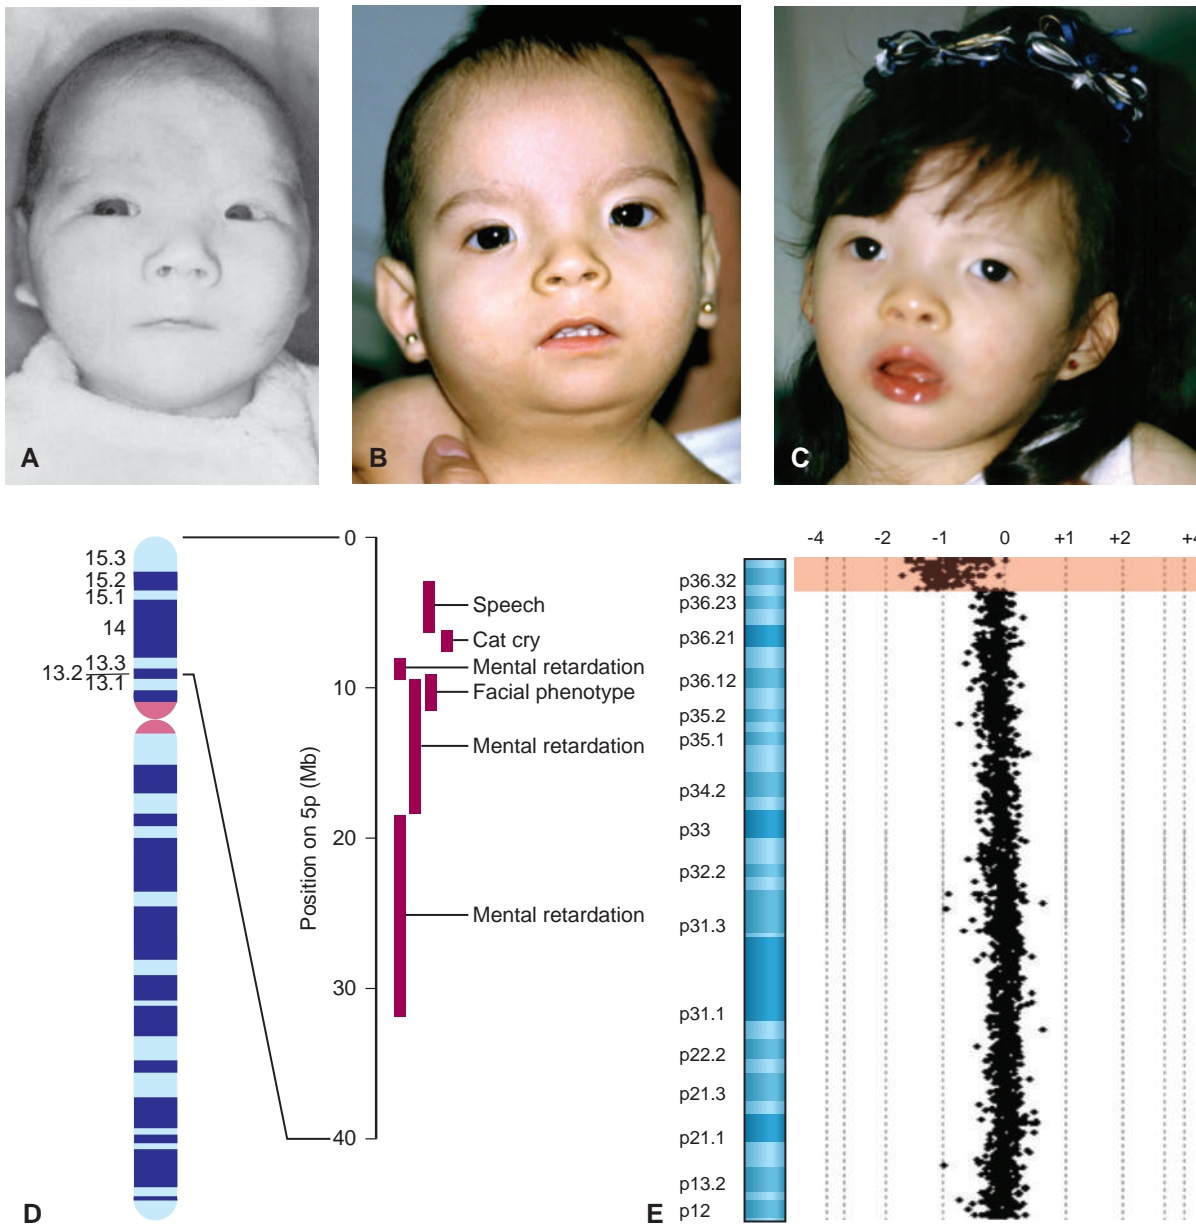 A
B
C
15.3
15.2
15.1
14
13.3
13.2
13.1
Position on 5p (Mb)
0
10
20
30
40
Speech
Cat cry
Mental retardation
Facial phenotype
Mental retardation
Mental retardation
D
-4 -2 -1 0 +1 +2 +4
p36.32
p36.23
p36.21
p36.12
p35.2
p35.1
p34.2
p33
p32.2
p31.3
p31.1
p22.2
p21.3
p21.1
p13.2
p12
E